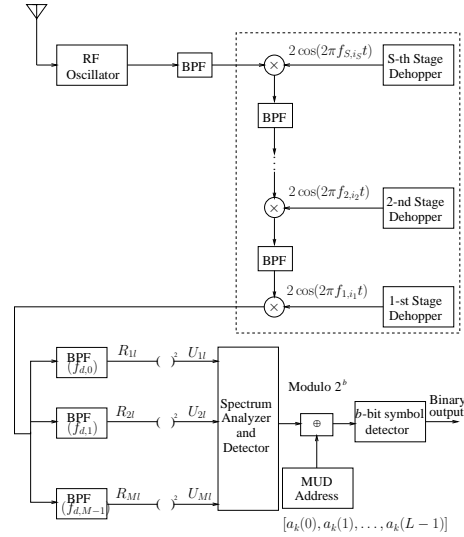 RF
Oscillator
BPF
×
2 cos(2πf_{S,i_S}t)
S-th Stage
Dehopper
BPF
⋮
×
2 cos(2πf_{2,i_2}t)
2-nd Stage
Dehopper
BPF
×
2 cos(2πf_{1,i_1}t)
1-st Stage
Dehopper
BPF
(f_{d,0})
R_{1l}
( )²
U_{1l}
BPF
(f_{d,1})
R_{2l}
( )²
U_{2l}
BPF
(f_{d,M−1})
R_{Ml}
( )²
U_{Ml}
Spectrum
Analyzer
and
Detector
Modulo 2^b
⊕
b-bit symbol
detector
Binary
output
MUD
Address
[a_k(0), a_k(1), . . . , a_k(L − 1)]